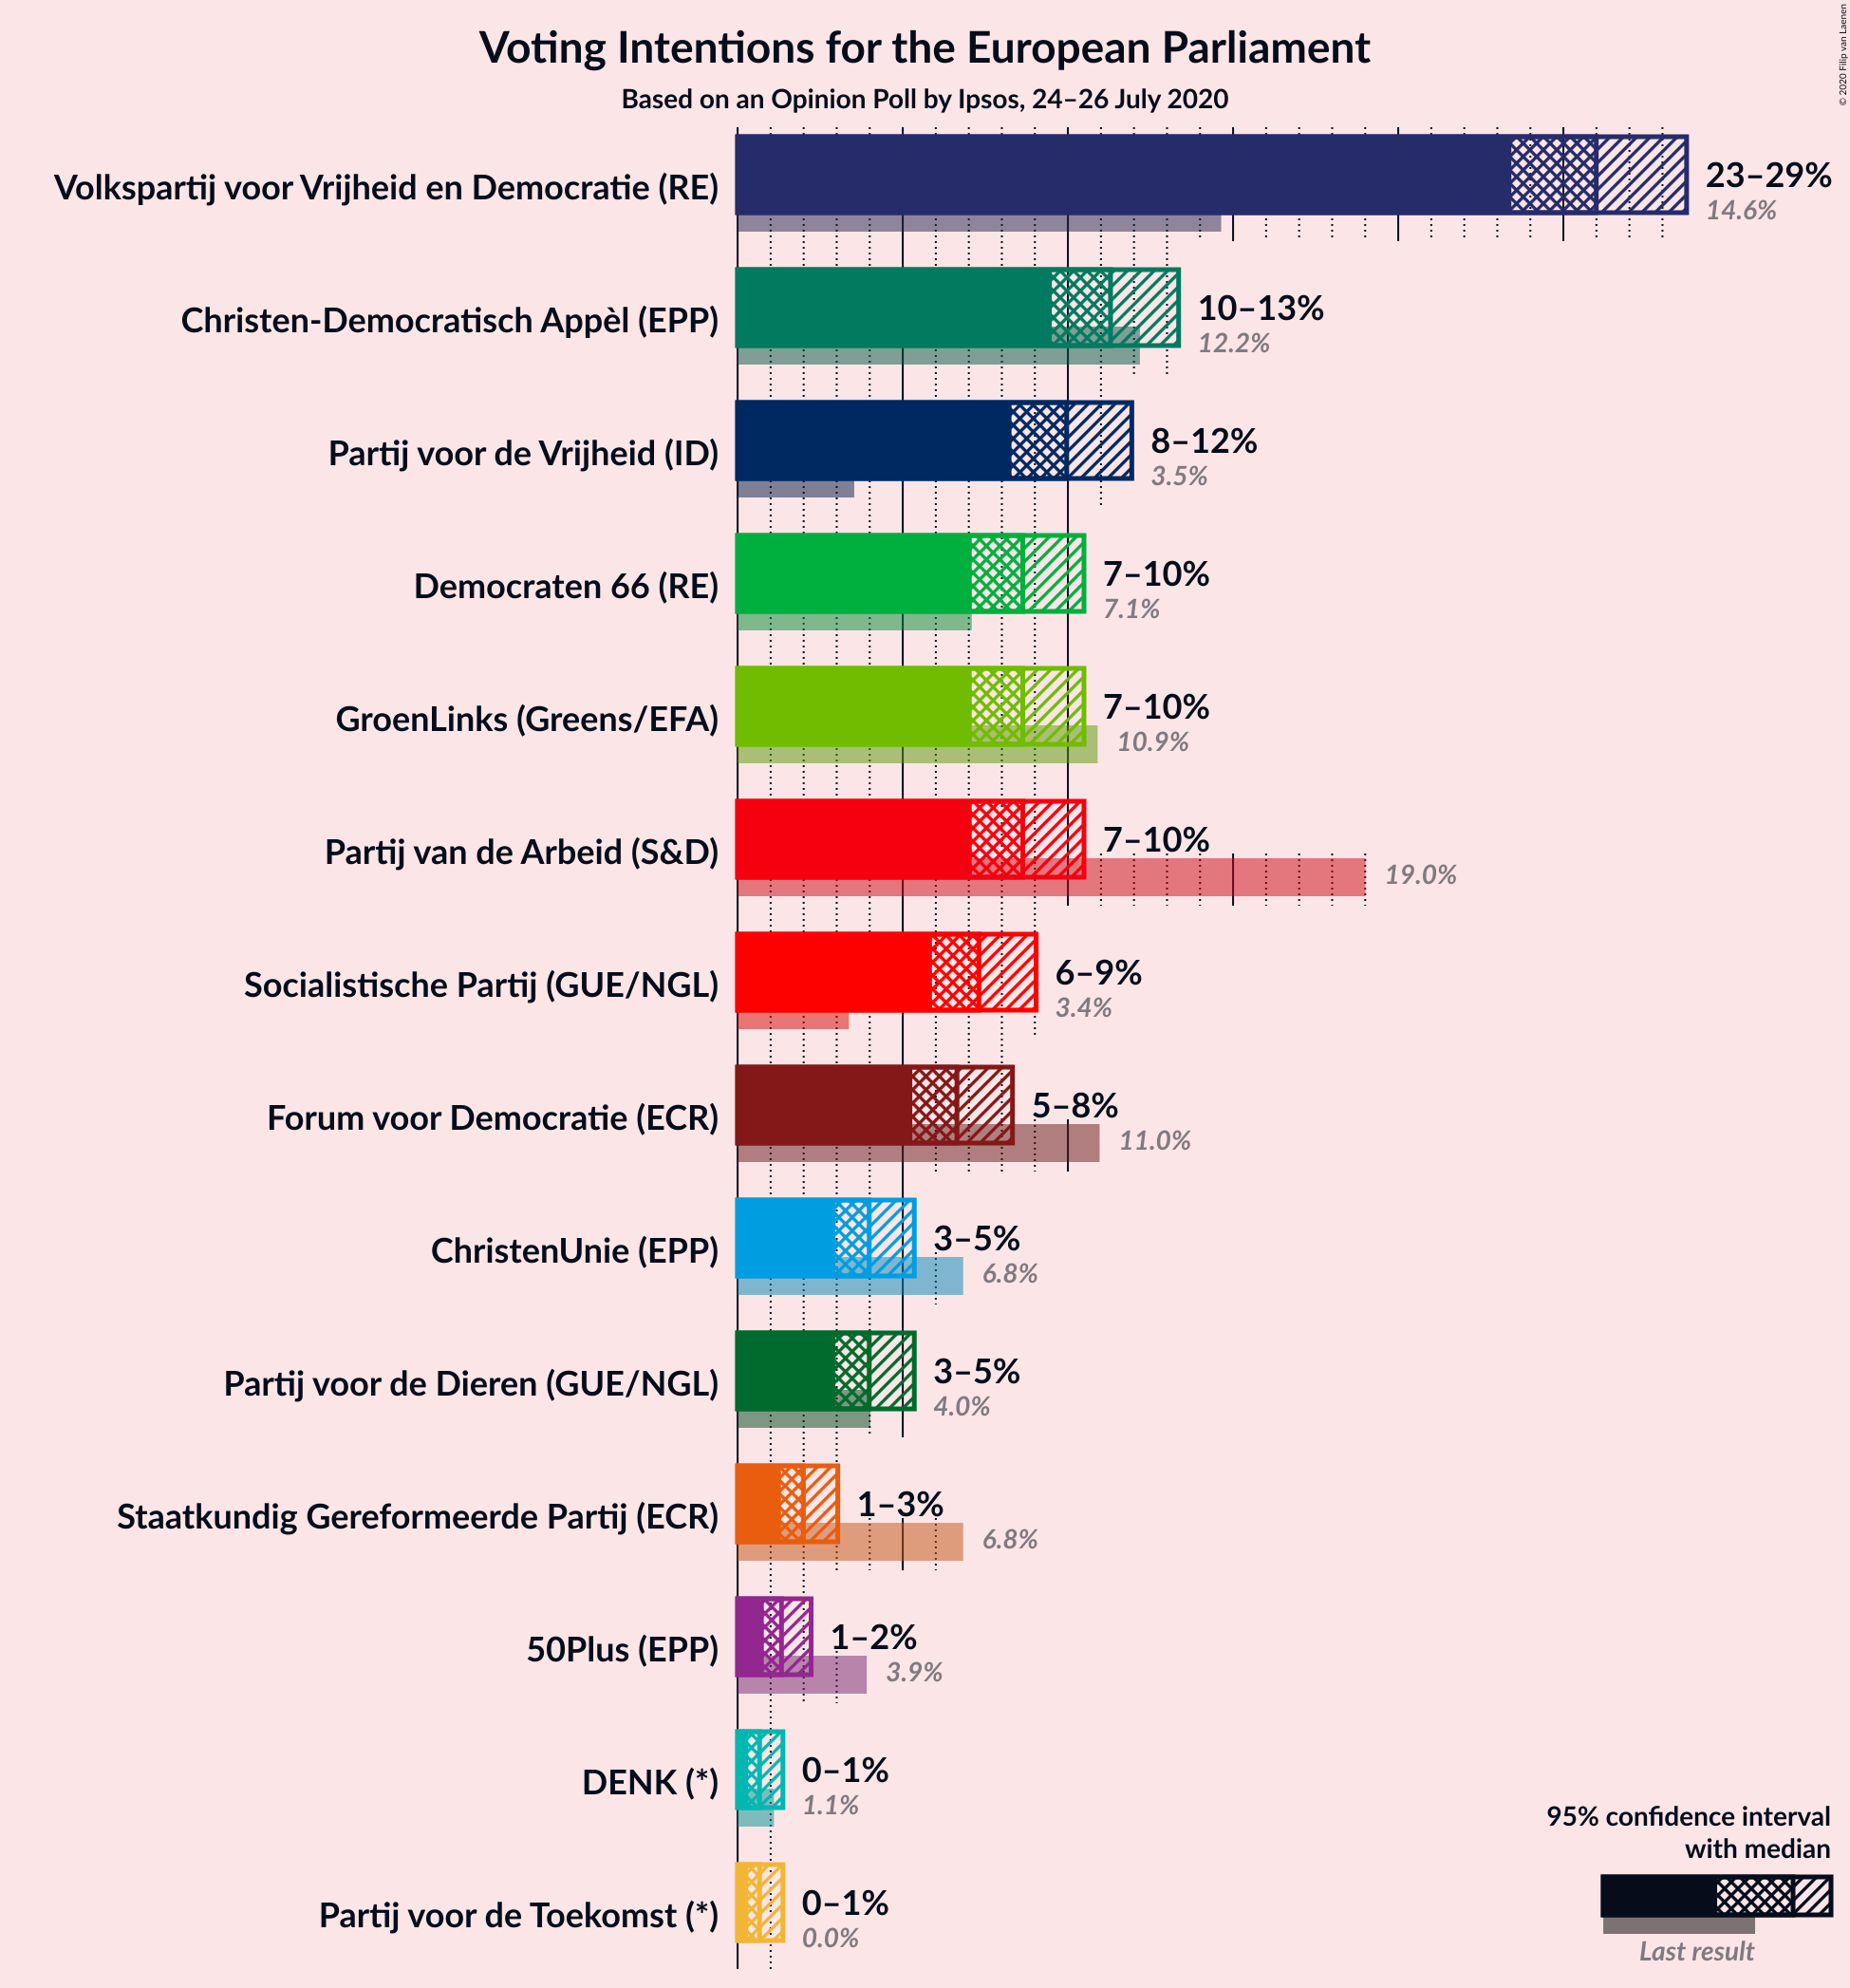 Voting Intentions for the European Parliament
Based on an Opinion Poll by Ipsos, 24–26 July 2020
© 2020 Filip van Laenen
Volkspartij voor Vrijheid en Democratie (RE)
23–29%
14.6%
Christen-Democratisch Appèl (EPP)
10–13%
12.2%
Partij voor de Vrijheid (ID)
8–12%
3.5%
Democraten 66 (RE)
7–10%
7.1%
GroenLinks (Greens/EFA)
7–10%
10.9%
Partij van de Arbeid (S&D)
7–10%
19.0%
Socialistische Partij (GUE/NGL)
6–9%
3.4%
Forum voor Democratie (ECR)
5–8%
11.0%
ChristenUnie (EPP)
3–5%
6.8%
Partij voor de Dieren (GUE/NGL)
3–5%
4.0%
Staatkundig Gereformeerde Partij (ECR)
1–3%
6.8%
50Plus (EPP)
1–2%
3.9%
DENK (*)
0–1%
1.1%
Partij voor de Toekomst (*)
0–1%
0.0%
95% confidence interval
with median
Last result